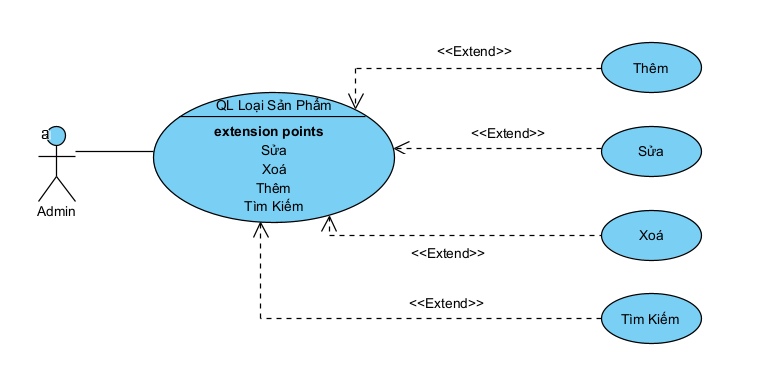 <<Extend>>
Thêm
QL Loại Sản Phẩm
extension points
Sửa
Xoá
Thêm
Tìm Kiếm
a
Admin
<<Extend>>
Sửa
<<Extend>>
Xoá
<<Extend>>
Tìm Kiếm